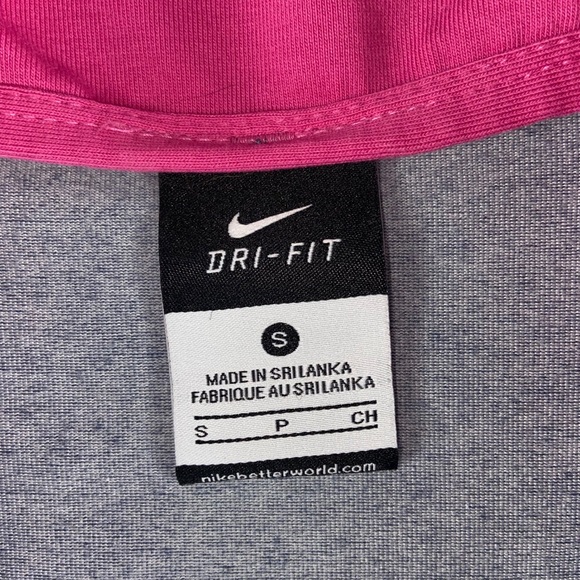 DRI-FIT
S
MADE IN SRI LANKA
FABRIQUE AU SRI LANKA
S P CH
nikebetterworld.com